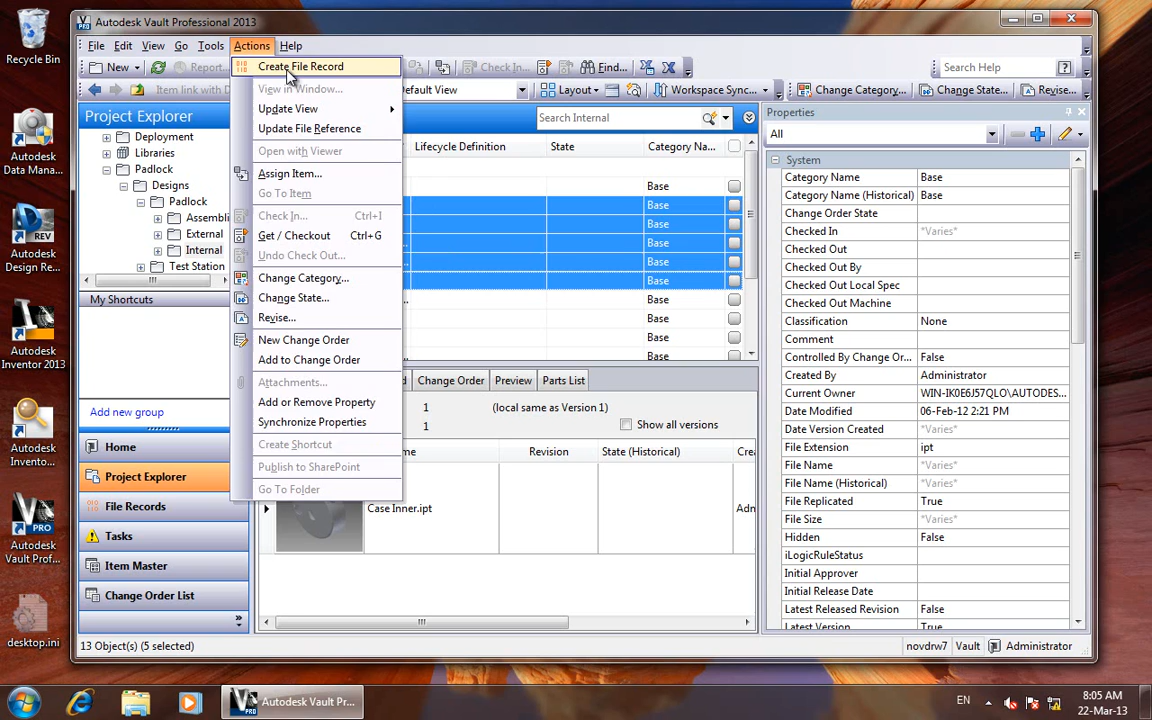 Recycle Bin
Autodesk
Data Mana...
Autodesk
Design Re...
Autodesk
Inventor 2013
Autodesk
Invento...
Autodesk
Vault Prof...
desktop.ini
Autodesk Vault Professional 2013
File Edit View Go Tools Actions Help
New Report... Check In... Find... Search Help
Item link with default View Layout Workspace Sync... Change Category... Change State... Revise...
Create File Record
View in Window...
Update View
Update File Reference
Open with Viewer
Assign Item...
Go To Item
Check In... Ctrl+I
Get / Checkout Ctrl+G
Undo Check Out...
Change Category...
Change State...
Revise...
New Change Order
Add to Change Order
Attachments...
Add or Remove Property
Synchronize Properties
Create Shortcut
Publish to SharePoint
Go To Folder
Project Explorer
Deployment
Libraries
Padlock
Designs
Padlock
Assembli
External
Internal
Test Station
My Shortcuts
Add new group
Home
Project Explorer
File Records
Tasks
Item Master
Change Order List
Search Internal
Lifecycle Definition State Category Na...
Base
Base
Base
Base
Base
Base
Base
Base
Base
Base
Change Order Preview Parts List
1 (local same as Version 1)
1 Show all versions
Revision State (Historical)
Case Inner.ipt
Properties
All
System
Category Name Base
Category Name (Historical) Base
Change Order State
Checked In *Varies*
Checked Out
Checked Out By
Checked Out Local Spec
Checked Out Machine
Classification None
Comment
Controlled By Change Or... False
Created By Administrator
Current Owner WIN-IK0E6J57QLO\AUTODES...
Date Modified 06-Feb-12 2:21 PM
Date Version Created *Varies*
File Extension ipt
File Name *Varies*
File Name (Historical) *Varies*
File Replicated True
File Size *Varies*
Hidden False
iLogicRuleStatus
Initial Approver
Initial Release Date
Latest Released Revision False
Latest Version True
13 Object(s) (5 selected)
novdrw7 Vault Administrator
Autodesk Vault Pr...
EN
8:05 AM
22-Mar-13